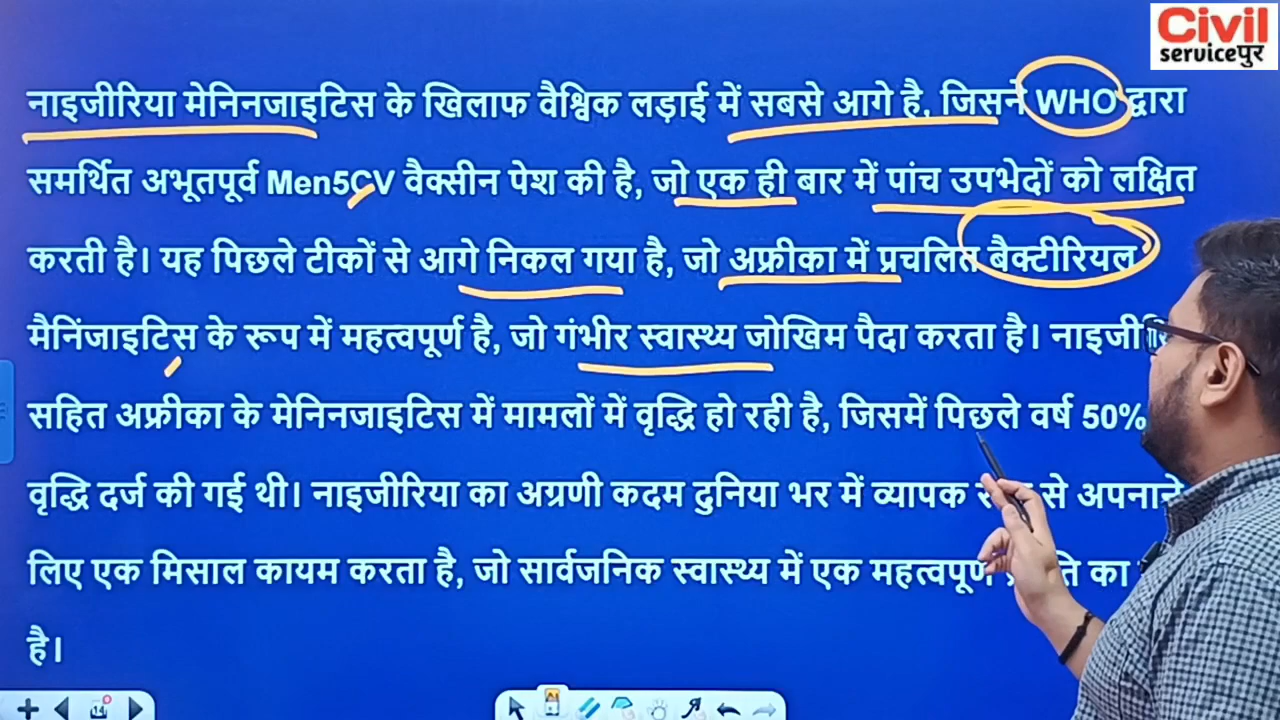 Civil
serviceपुर
नाइजीरिया मेनिनजाइटिस के खिलाफ वैश्विक लड़ाई में सबसे आगे है, जिसने WHO द्वारा
समर्थित अभूतपूर्व Men5CV वैक्सीन पेश की है, जो एक ही बार में पांच उपभेदों को लक्षित
करती है। यह पिछले टीकों से आगे निकल गया है, जो अफ्रीका में प्रचलित बैक्टीरियल
मैनिंजाइटिस के रूप में महत्वपूर्ण है, जो गंभीर स्वास्थ्य जोखिम पैदा करता है।
सहित अफ्रीका के मेनिनजाइटिस में मामलों में वृद्धि हो रही है, जिसमें पिछले वर्ष 50%
वृद्धि दर्ज की गई थी। नाइजीरिया का अग्रणी कदम दुनिया भर में व्यापक से अपनाने
लिए एक मिसाल कायम करता है, जो सार्वजनिक स्वास्थ्य में एक महत्वपूर्ण का
है।
14